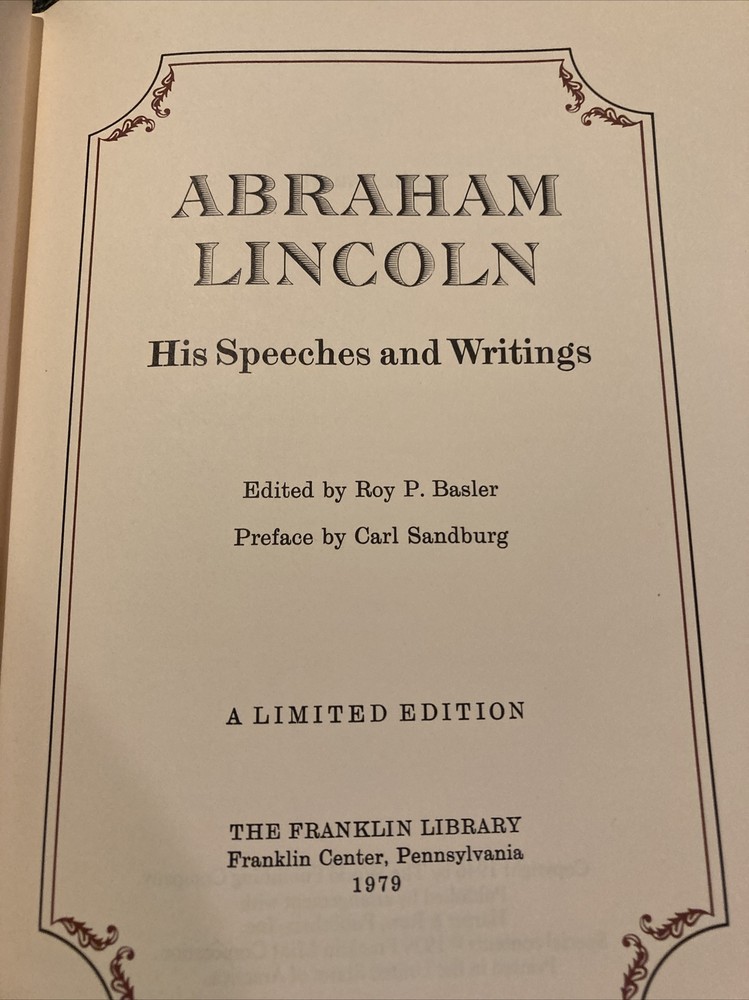 ABRAHAM
LINCOLN
His Speeches and Writings
Edited by Roy P. Basler
Preface by Carl Sandburg
A LIMITED EDITION
THE FRANKLIN LIBRARY
Franklin Center, Pennsylvania
1979